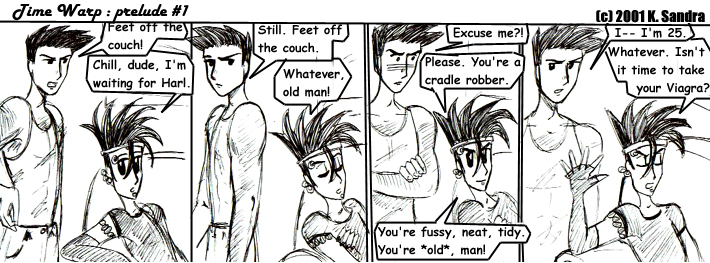 Time Warp : prelude #1
(c) 2001 K. Sandra
Feet off the
couch!
Chill, dude, I'm
waiting for Harl.
Still. Feet off
the couch.
Whatever,
old man!
Excuse me?!
Please. You're a
cradle robber.
You're fussy, neat, tidy.
You're *old*, man!
I-- I'm 25.
Whatever. Isn't
it time to take
your Viagra?